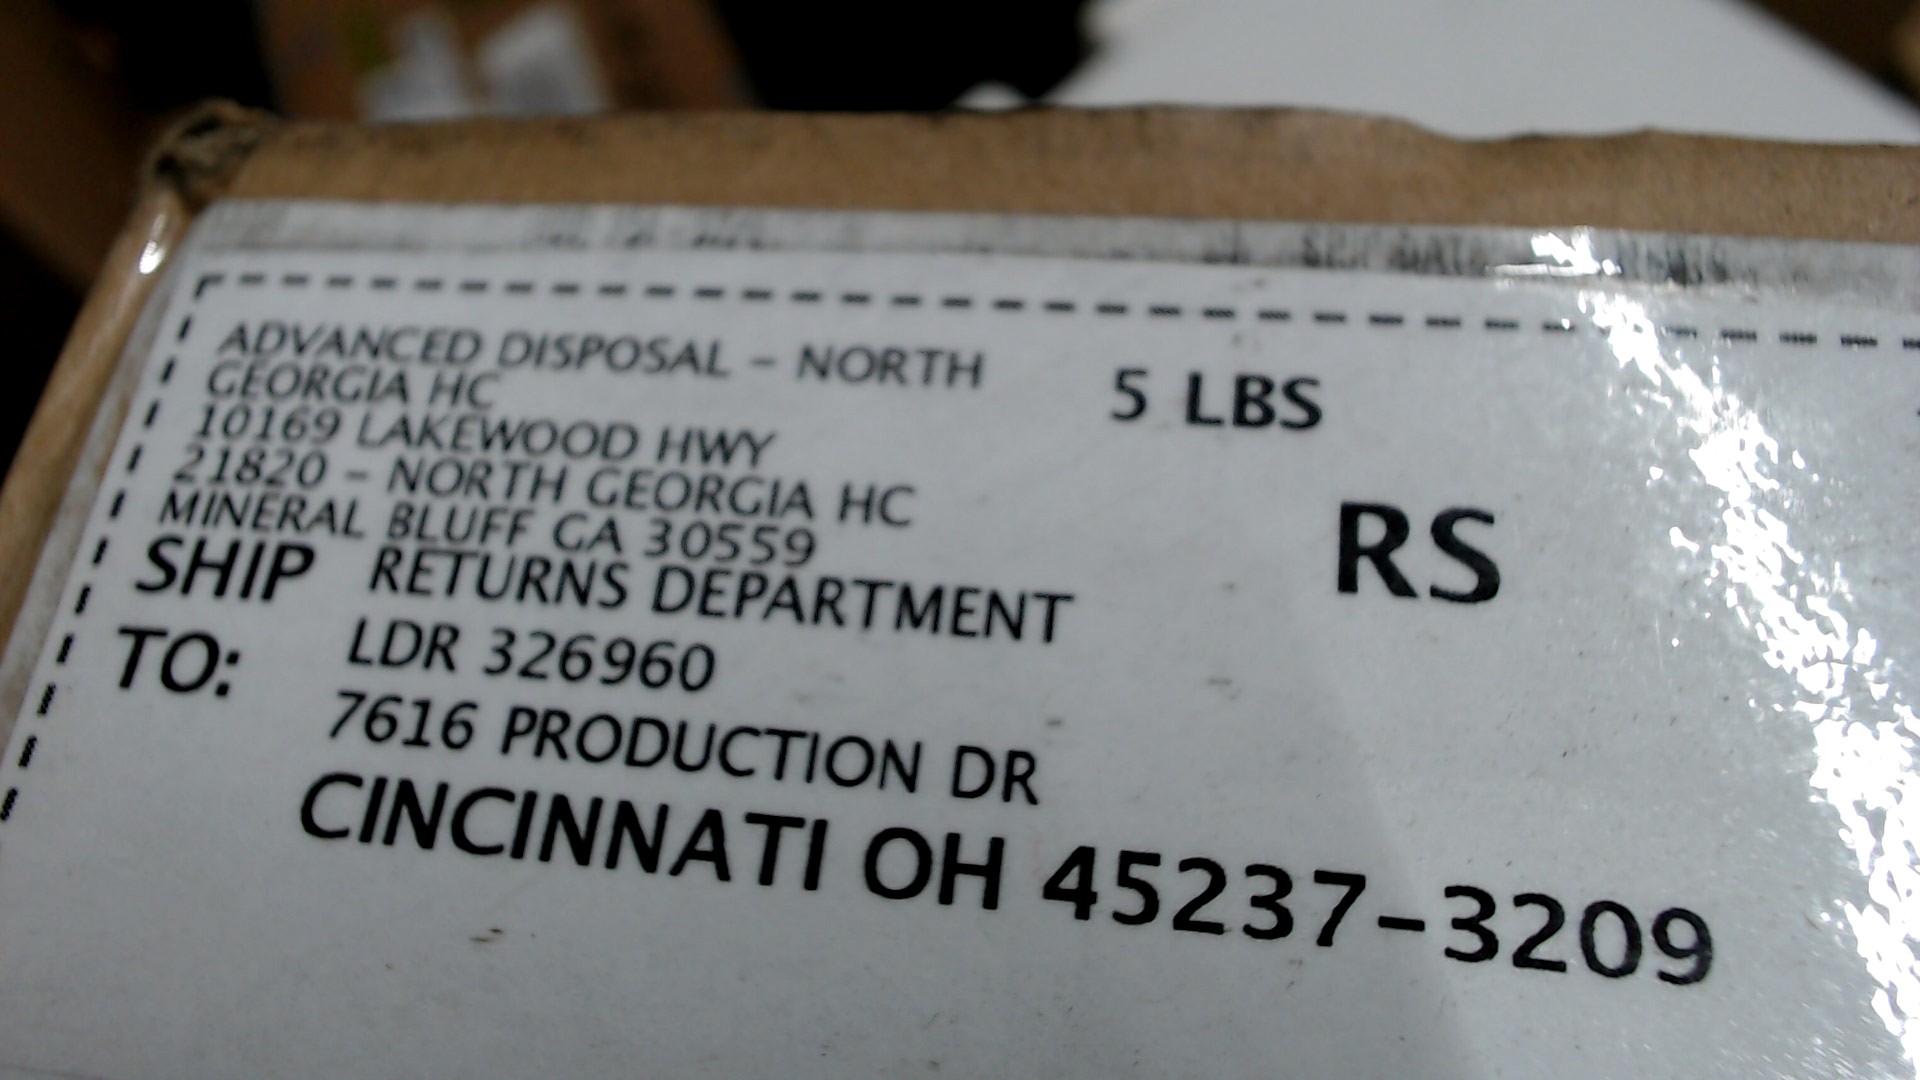 ADVANCED DISPOSAL - NORTH
GEORGIA HC
10169 LAKEWOOD HWY
21820 - NORTH GEORGIA HC
MINERAL BLUFF GA 30559
5 LBS
RS
SHIP TO:
RETURNS DEPARTMENT
LDR 326960
7616 PRODUCTION DR
CINCINNATI OH 45237-3209